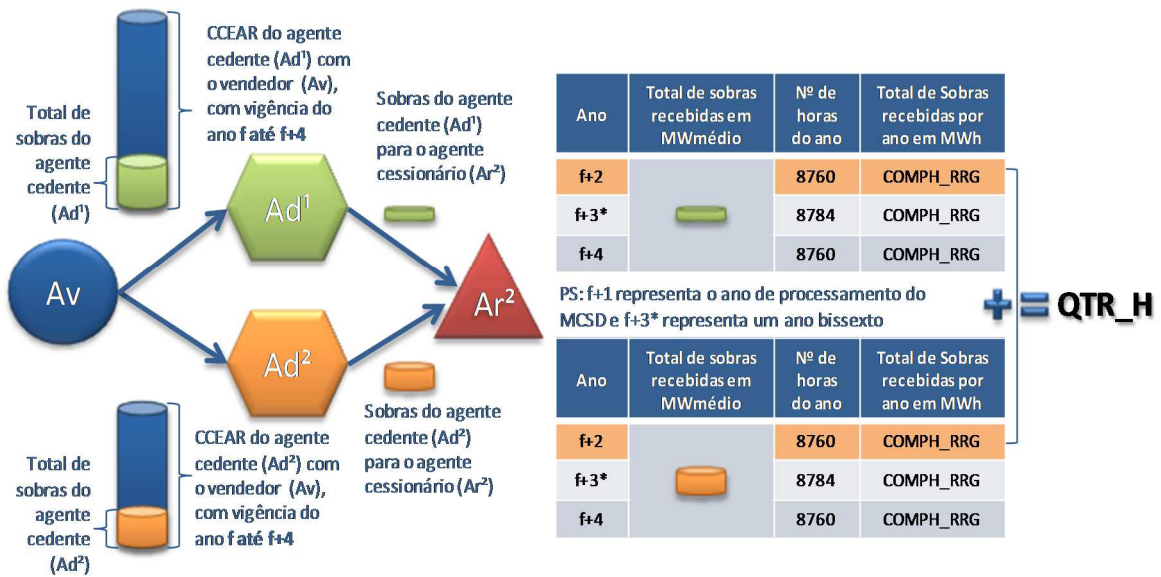 CCEAR do agente
cedente (Ad¹) com
o vendedor (Av),
com vigência do
ano f até f+4
Total de
sobras do
agente
cedente
(Ad¹)
Sobras do agente
cedente (Ad¹)
para o agente
cessionário (Ar²)
Ad¹
Av
Ar²
Ad²
Sobras do agente
cedente (Ad²)
para o agente
cessionário (Ar²)
CCEAR do agente
cedente (Ad²) com
o vendedor (Av),
com vigência do
ano f até f+4
Total de
sobras do
agente
cedente
(Ad²)
Ano
Total de sobras
recebidas em
MWmédio
Nº de
horas
do ano
Total de Sobras
recebidas por
ano em MWh
f+2 8760 COMPH_RRG
f+3* 8784 COMPH_RRG
f+4 8760 COMPH_RRG
PS: f+1 representa o ano de processamento do
MCSD e f+3* representa um ano bissexto
QTR_H
Ano
Total de sobras
recebidas em
MWmédio
Nº de
horas
do ano
Total de Sobras
recebidas por
ano em MWh
f+2 8760 COMPH_RRG
f+3* 8784 COMPH_RRG
f+4 8760 COMPH_RRG